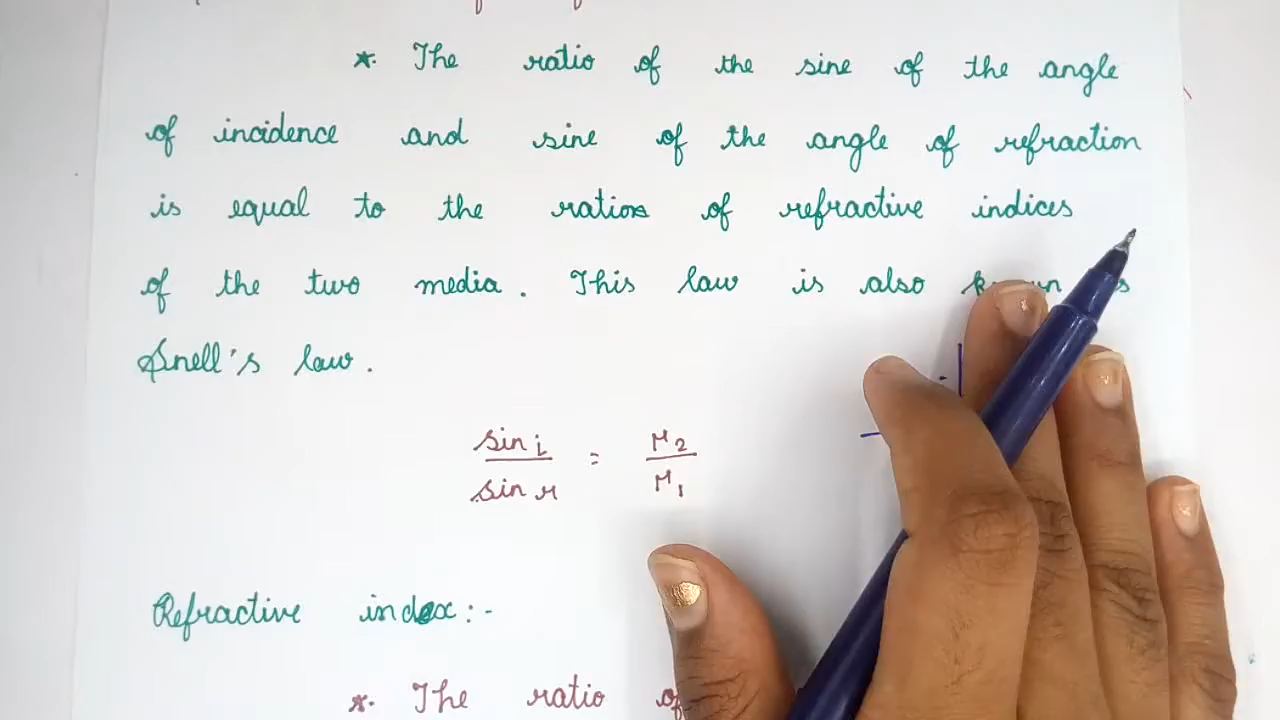 * The ratio of the sine of the angle
of incidence and sine of the angle of refraction
is equal to the ratios of refractive indices
of the two media. This law is also
Snell's law.
sin i / sin r = μ2 / μ1
Refractive index:-
* The ratio of